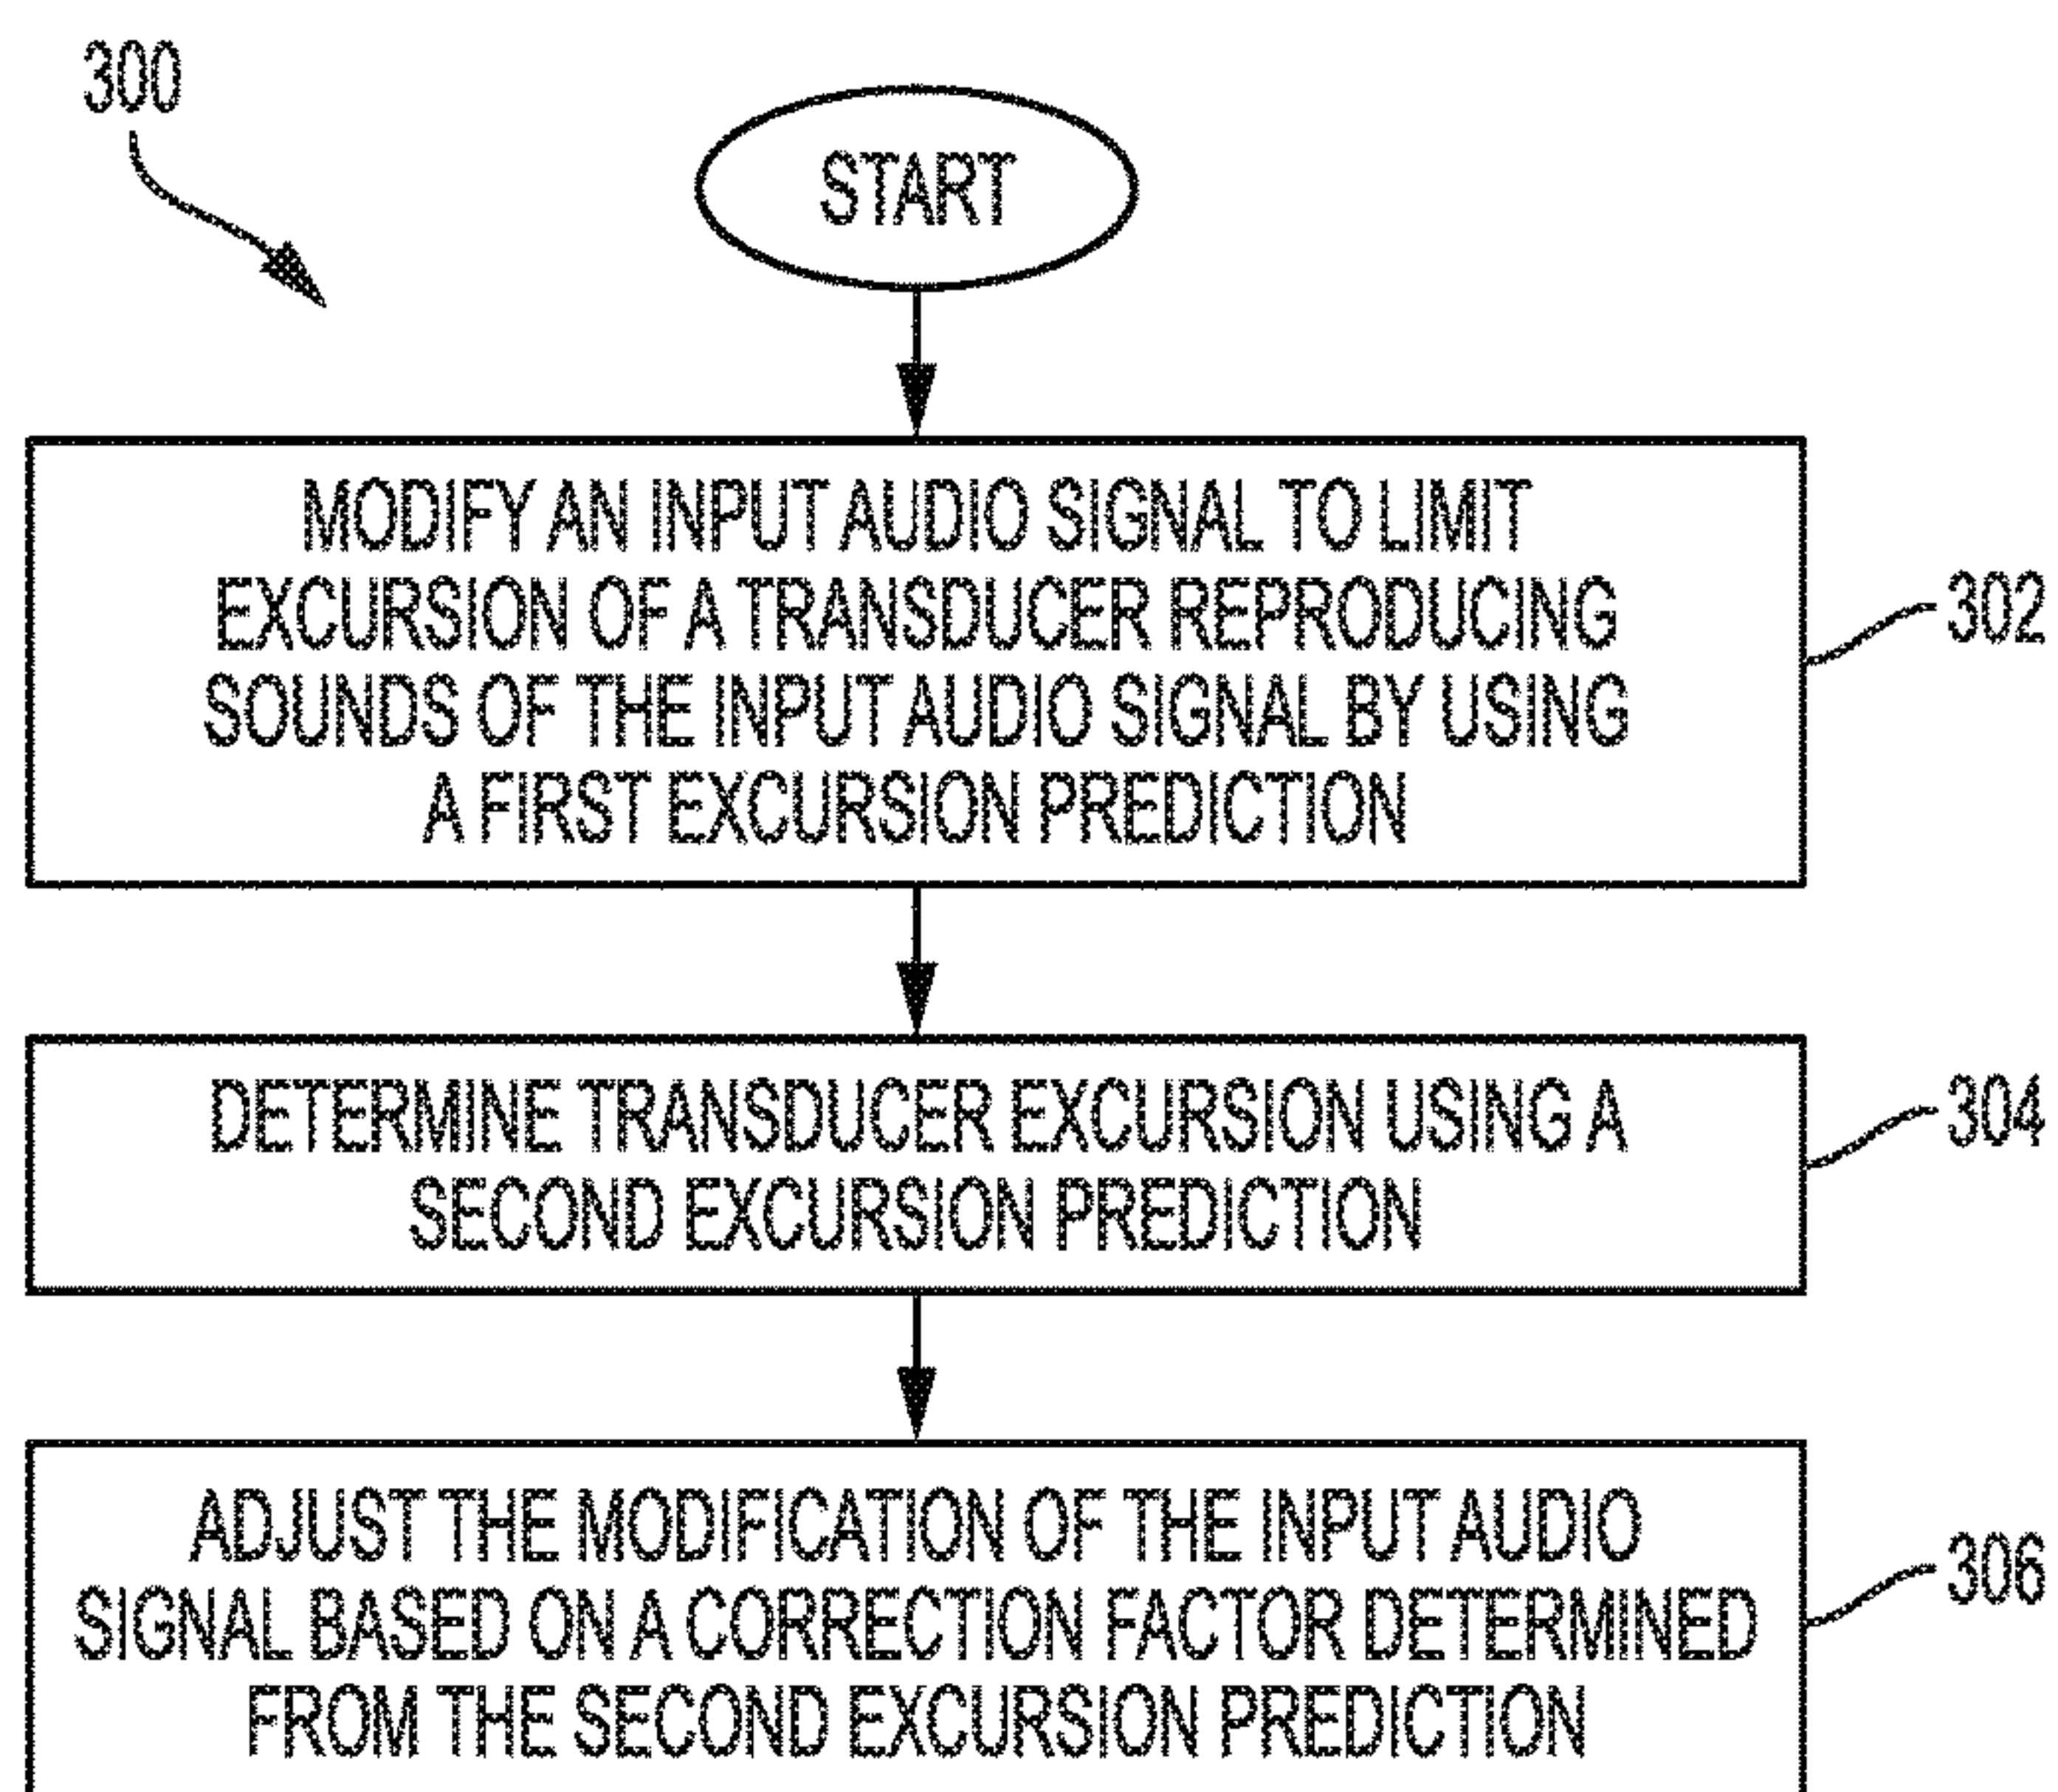 300
START
MODIFY AN INPUT AUDIO SIGNAL TO LIMIT
EXCURSION OF A TRANSDUCER REPRODUCING
SOUNDS OF THE INPUT AUDIO SIGNAL BY USING
A FIRST EXCURSION PREDICTION
302
DETERMINE TRANSDUCER EXCURSION USING A
SECOND EXCURSION PREDICTION
304
ADJUST THE MODIFICATION OF THE INPUT AUDIO
SIGNAL BASED ON A CORRECTION FACTOR DETERMINED
FROM THE SECOND EXCURSION PREDICTION
306